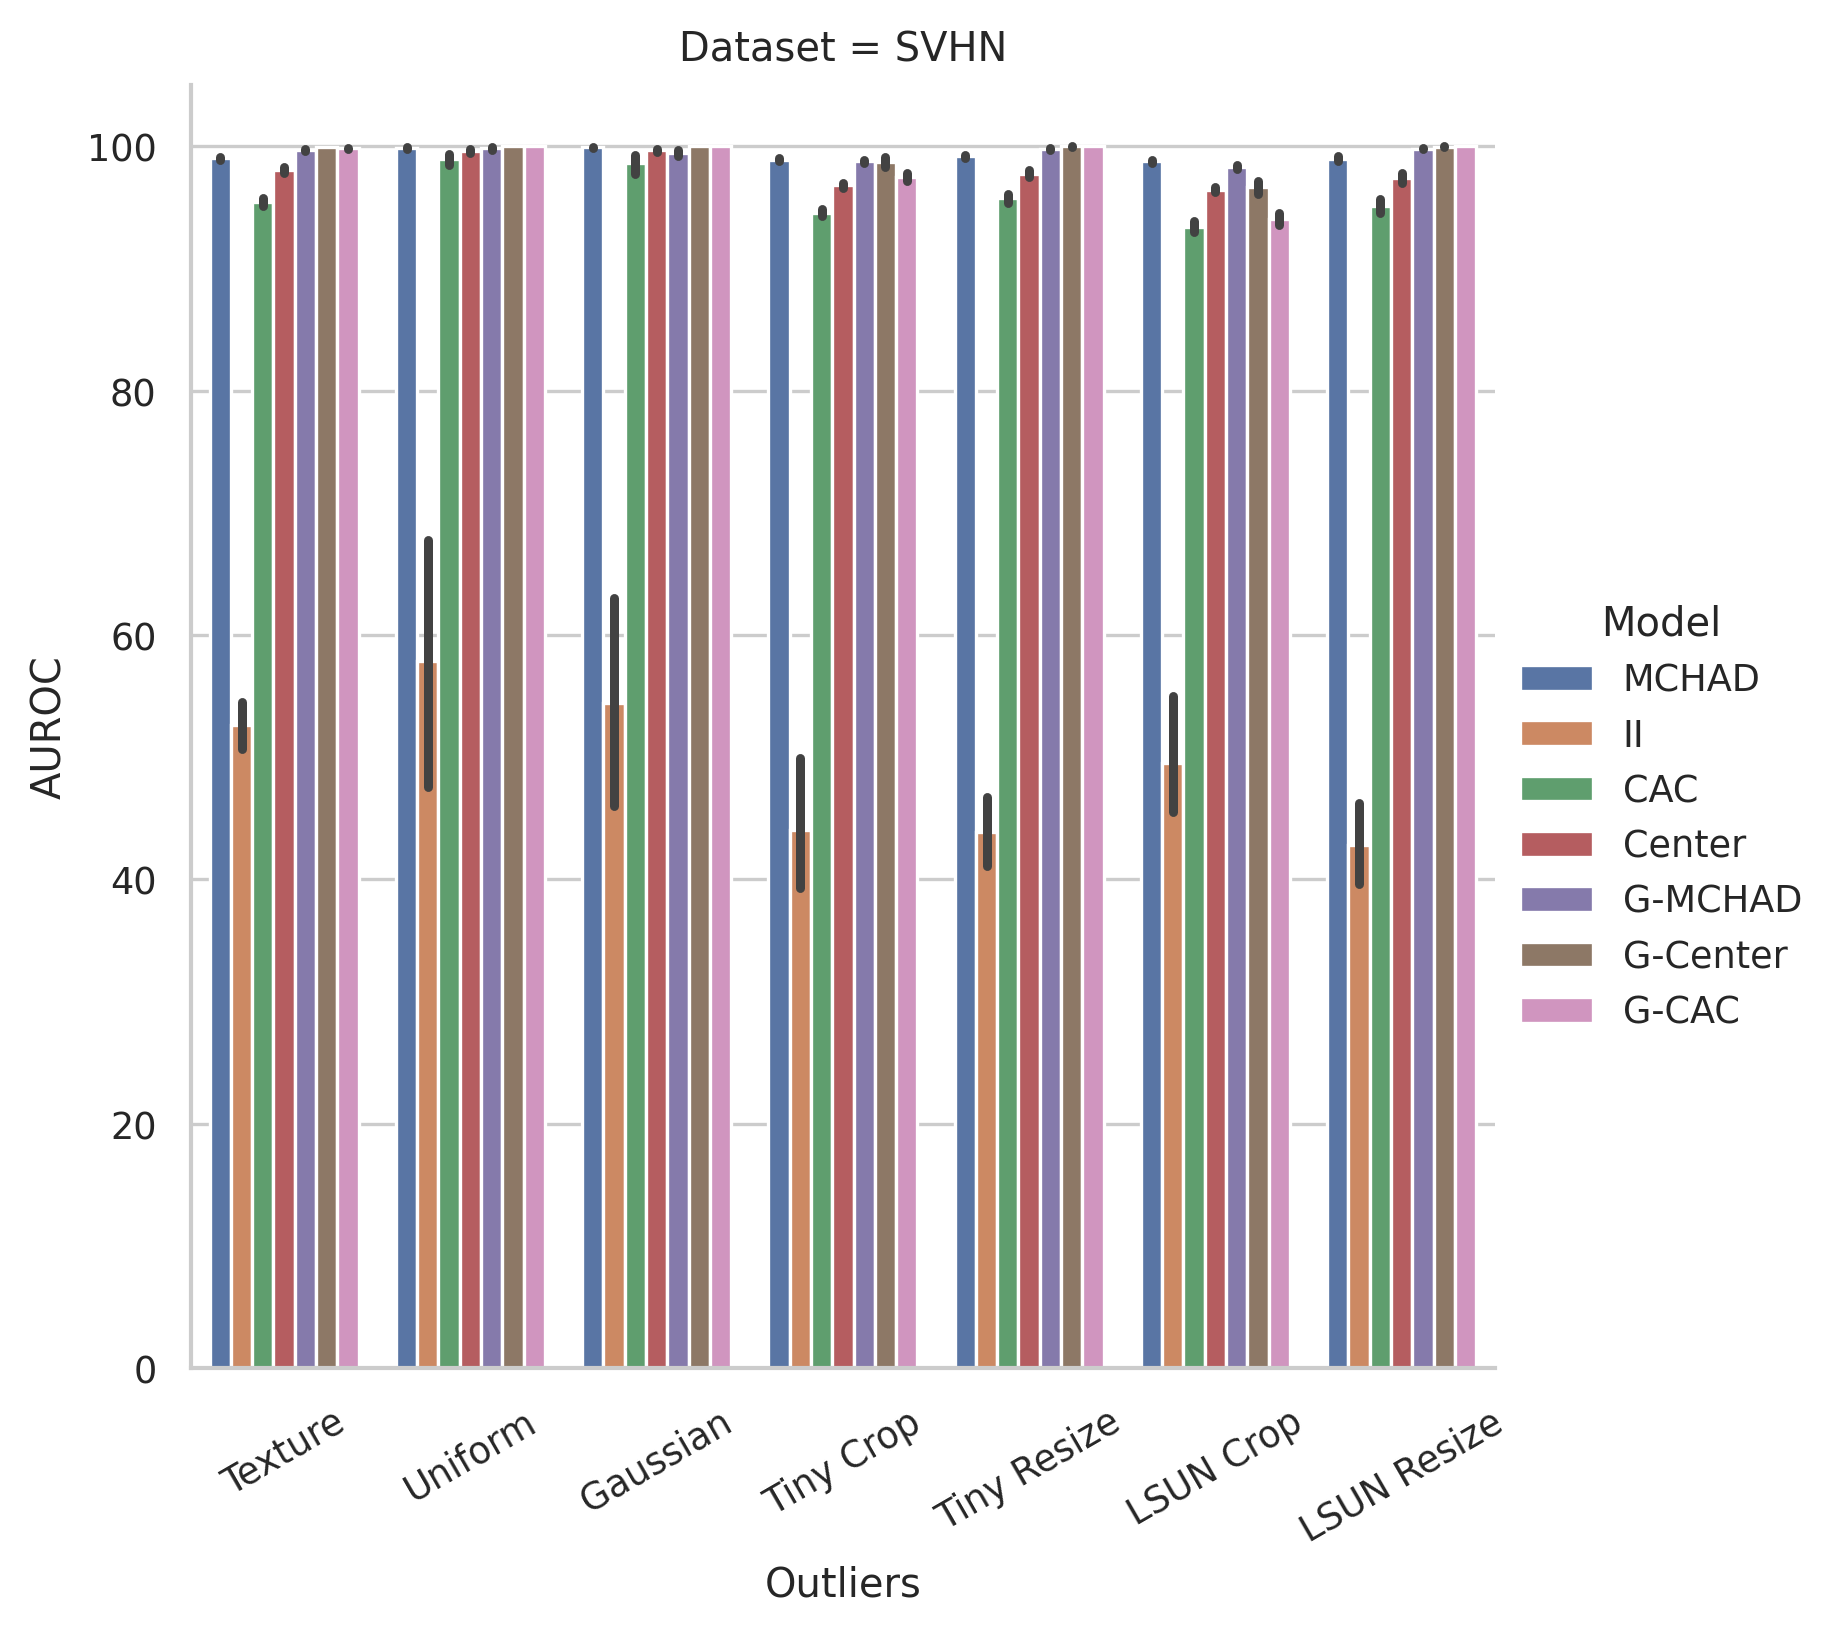 Dataset = SVHN
100
80
60
40
20
0
AUROC
Texture
Uniform
Gaussian
Tiny Crop
Tiny Resize
LSUN Crop
LSUN Resize
Outliers
Model
MCHAD
II
CAC
Center
G-MCHAD
G-Center
G-CAC